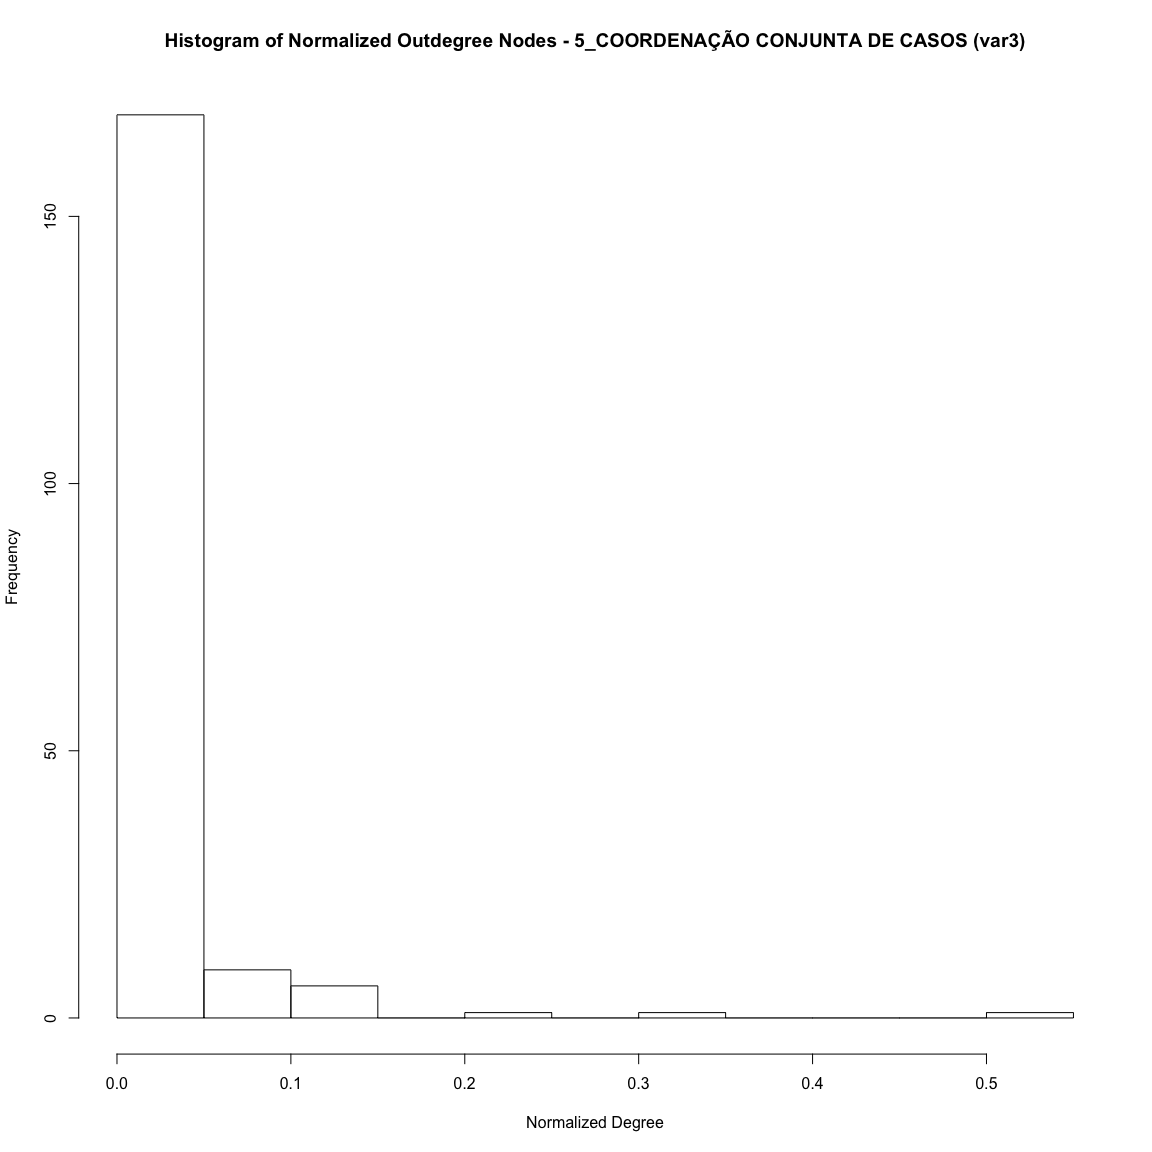 Histogram of Normalized Outdegree Nodes - 5_COORDENAÇÃO CONJUNTA DE CASOS (var3)
150
100
50
0
Frequency
0.0 0.1 0.2 0.3 0.4 0.5
Normalized Degree